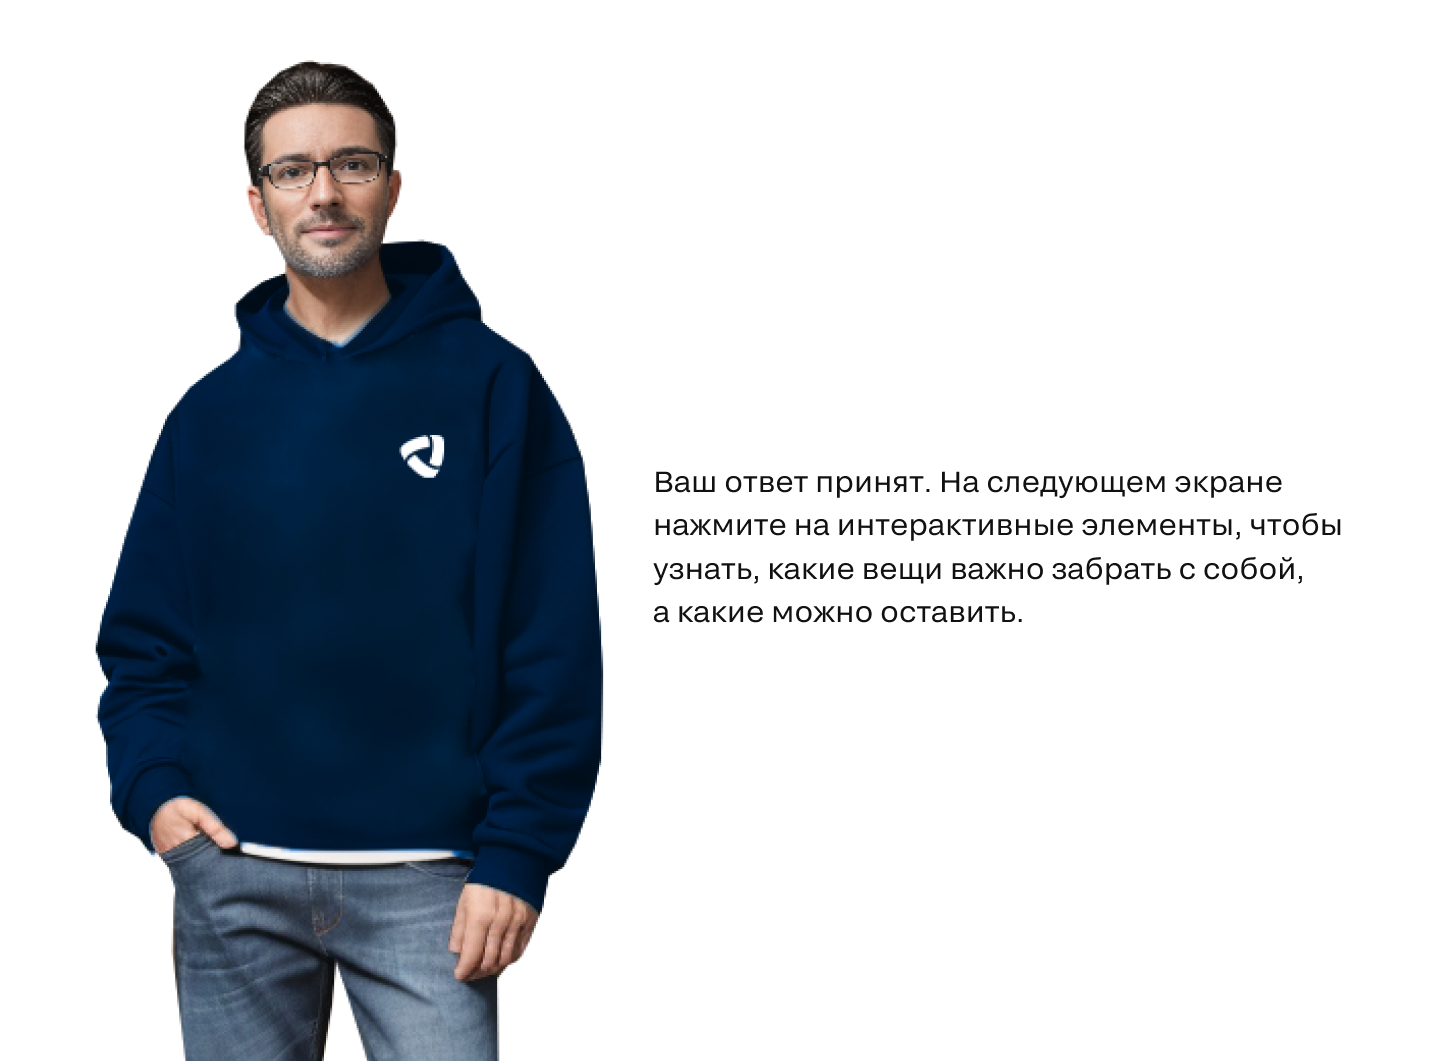 Ваш ответ принят. На следующем экране
нажмите на интерактивные элементы, чтобы
узнать, какие вещи важно забрать с собой,
а какие можно оставить.